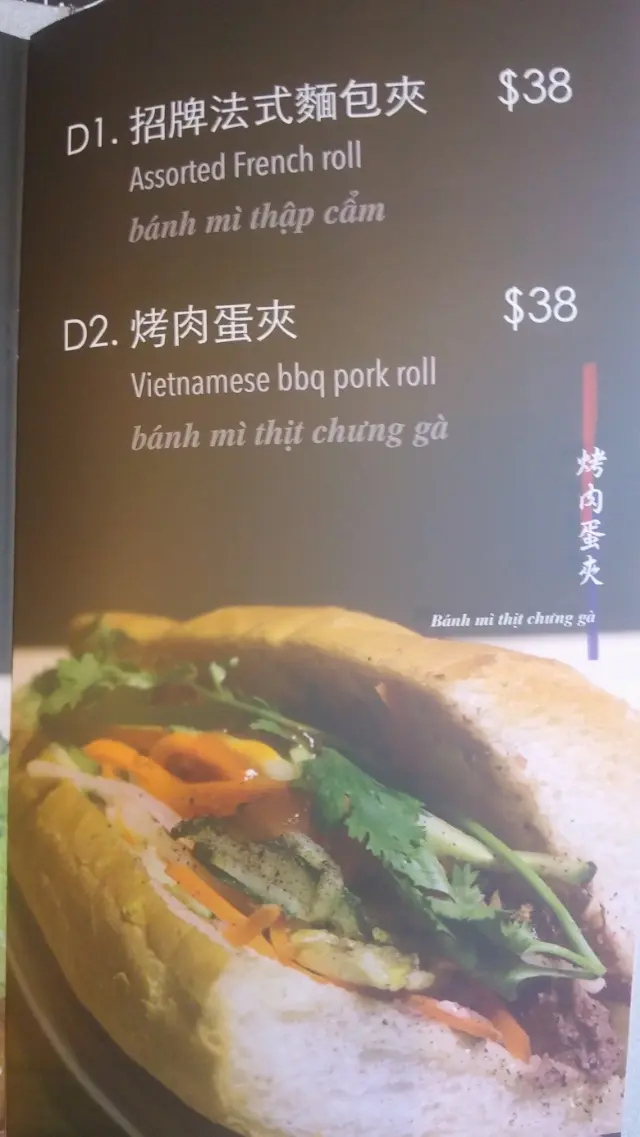 D1. 招牌法式麵包夾 $38
Assorted French roll
bánh mì thập cẩm
D2. 烤肉蛋夾 $38
Vietnamese bbq pork roll
bánh mì thịt chưng gà
烤肉蛋夾
Bánh mì thịt chưng gà